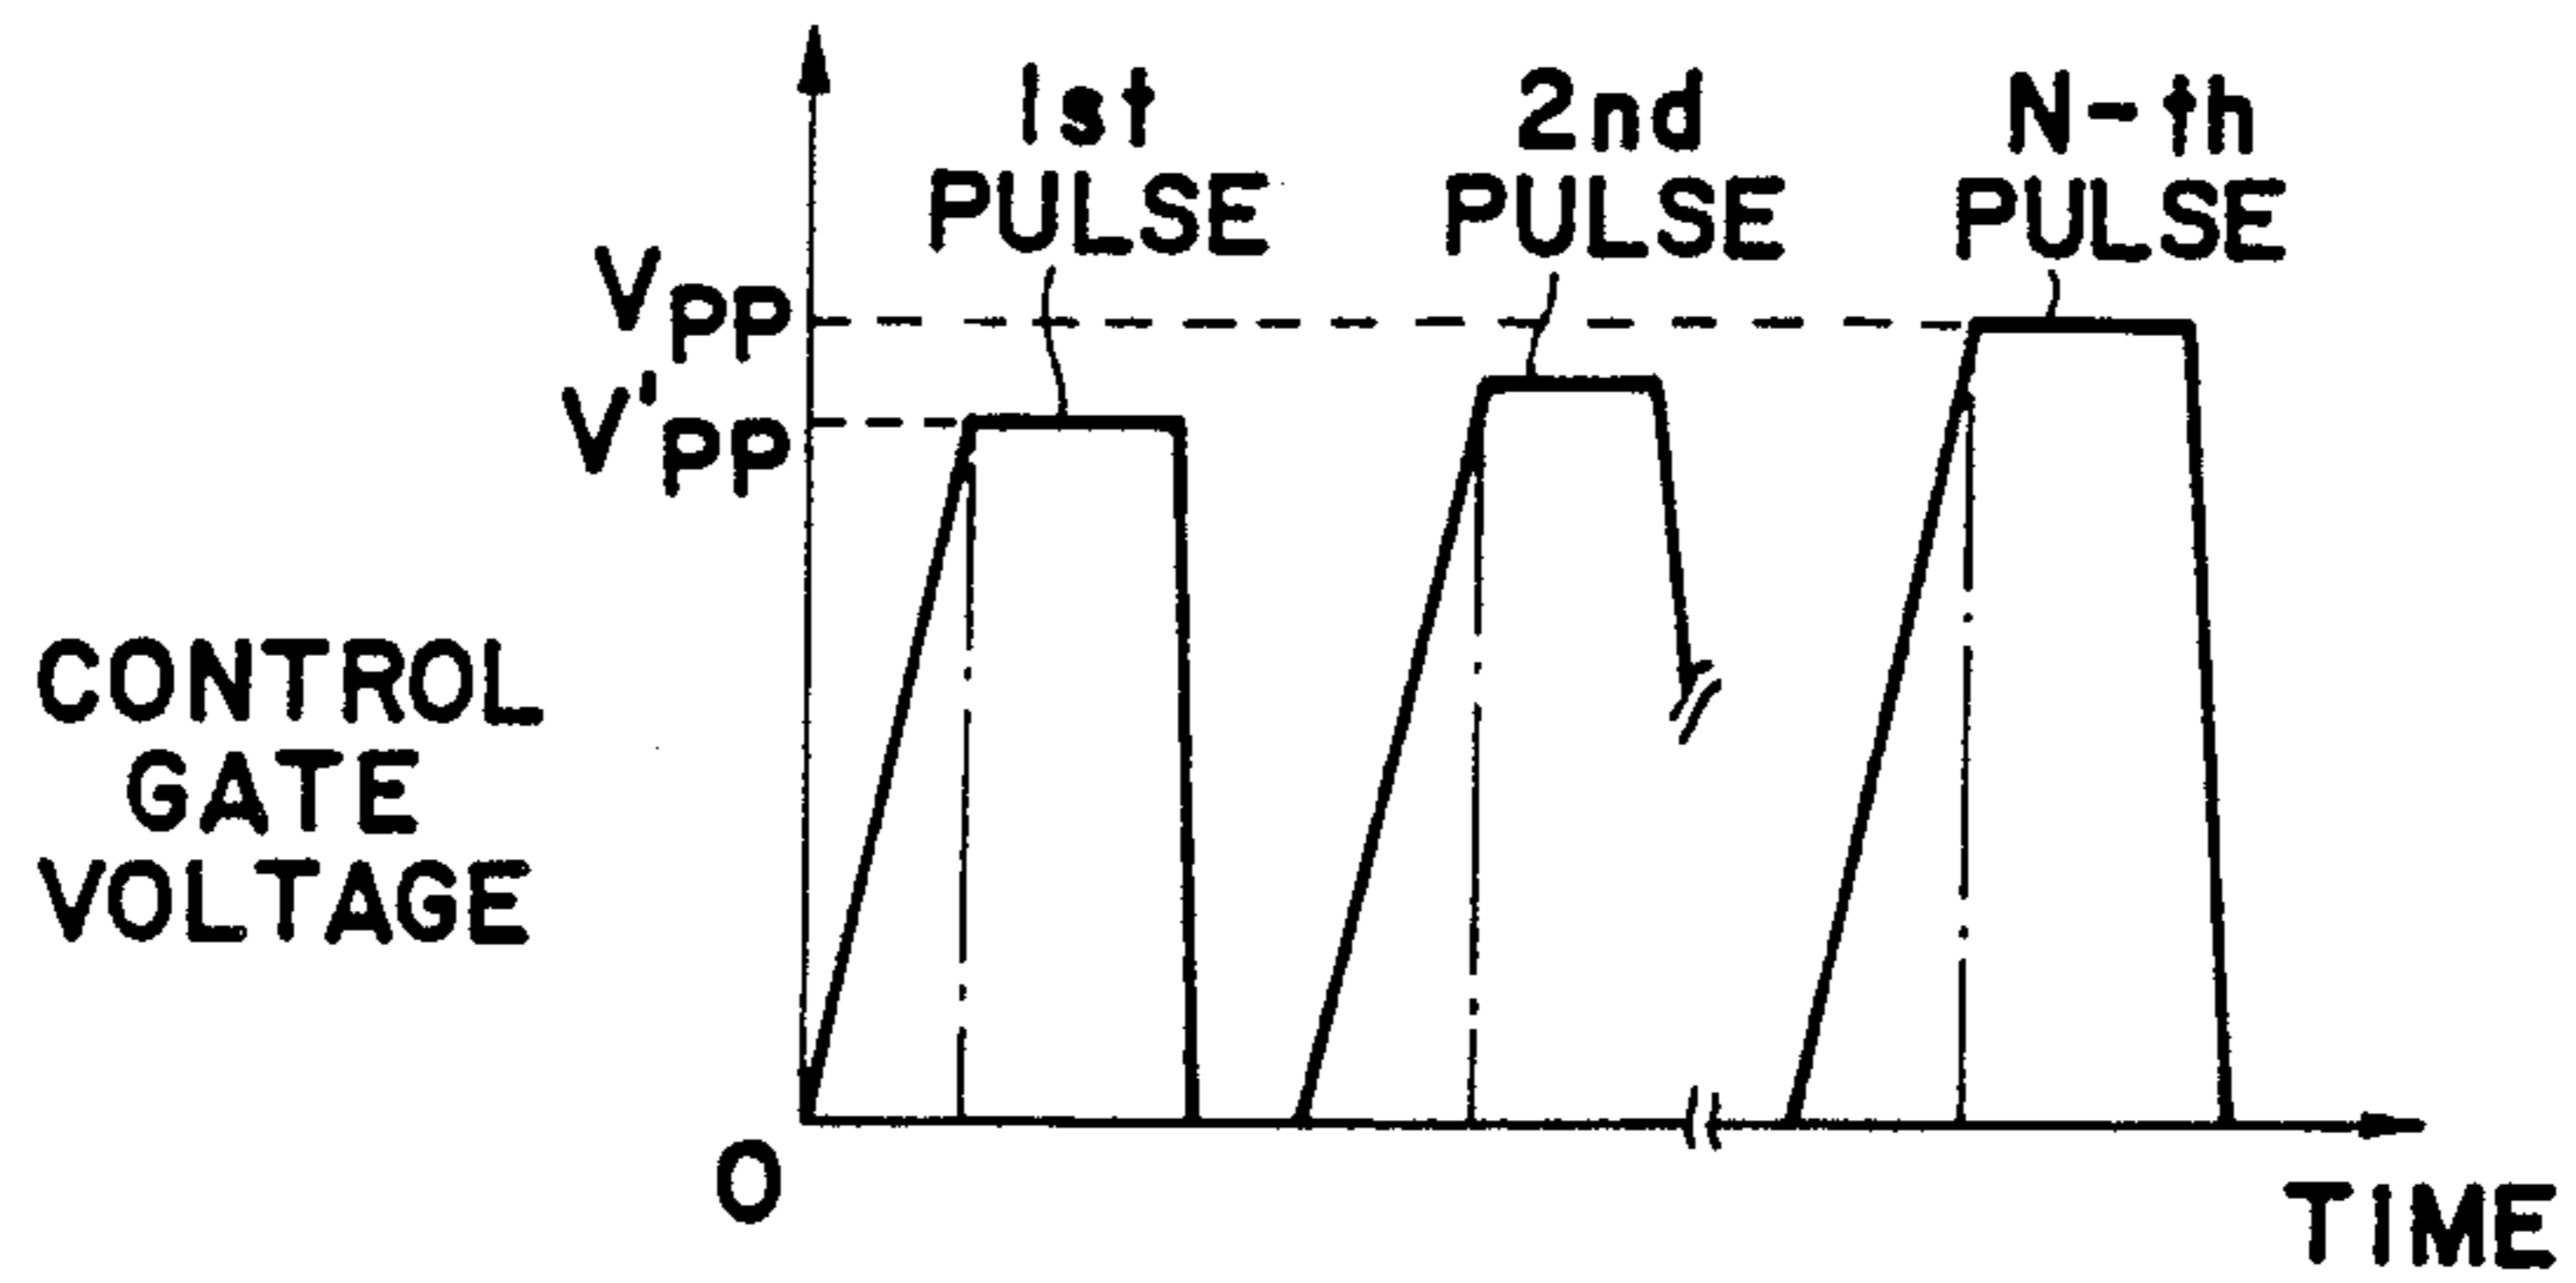 1st
PULSE
2nd
PULSE
N-th
PULSE
VPP
V'PP
CONTROL
GATE
VOLTAGE
0
TIME